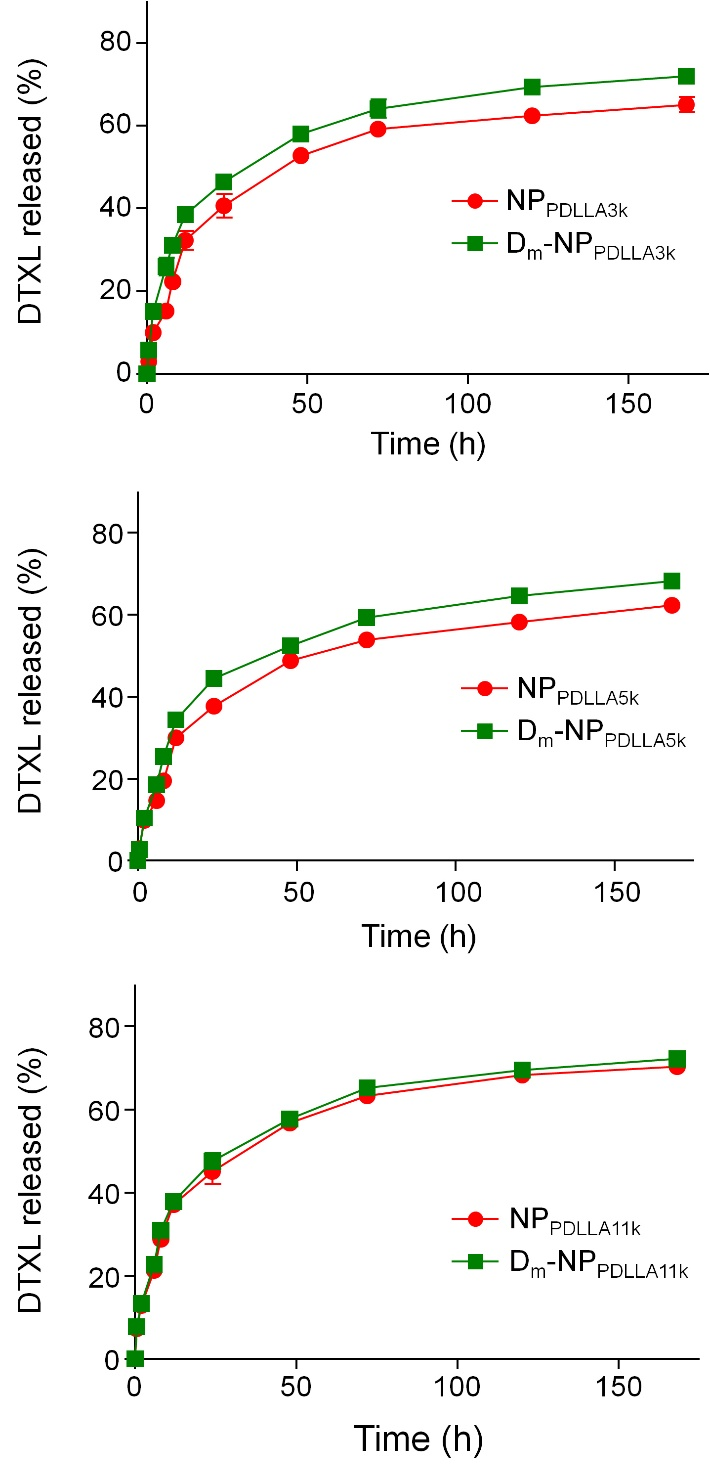 DTXL released (%)
80
60
40
20
0
NPPDLLA3k
Dm-NPPDLLA3k
0 50 100 150
Time (h)
DTXL released (%)
80
60
40
20
0
NPPDLLA5k
Dm-NPPDLLA5k
0 50 100 150
Time (h)
DTXL released (%)
80
60
40
20
0
NPPDLLA11k
Dm-NPPDLLA11k
0 50 100 150
Time (h)